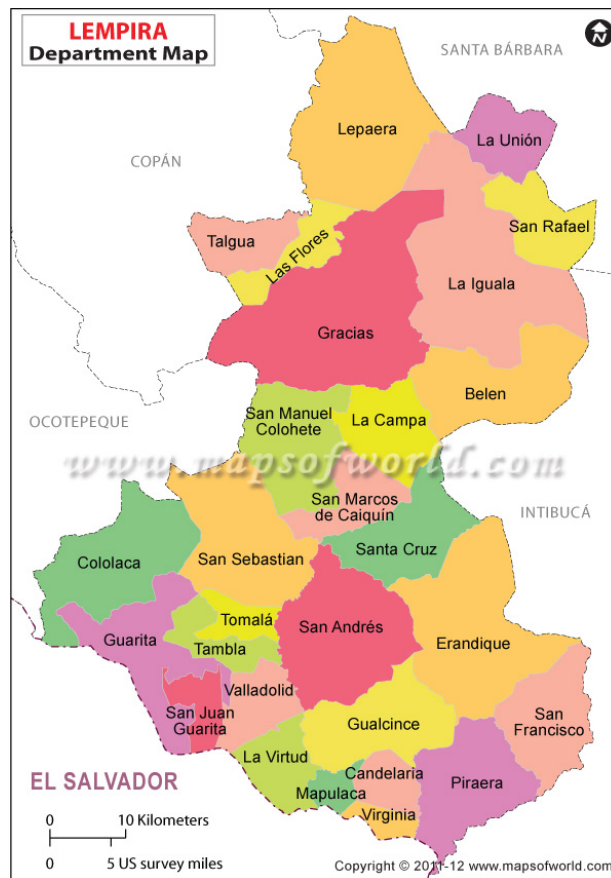 LEMPIRA
Department Map
SANTA BÁRBARA
N
Lepaera
La Unión
COPÁN
San Rafael
Talgua
Las Flores
La Iguala
Gracias
Belen
San Manuel
Colohete
La Campa
OCOTEPEQUE
www.mapsofworld.com
San Marcos
de Caiquín
INTIBUCÁ
Santa Cruz
Cololaca
San Sebastian
Tomalá
San Andrés
Guarita
Erandique
Tambla
Valladolid
San Juan
Guarita
Gualcince
San
Francisco
La Virtud
Candelaria
Mapulaca
Piraera
Virginia
EL SALVADOR
0 10 Kilometers
0 5 US survey miles
Copyright © 2011-12 www.mapsofworld.com